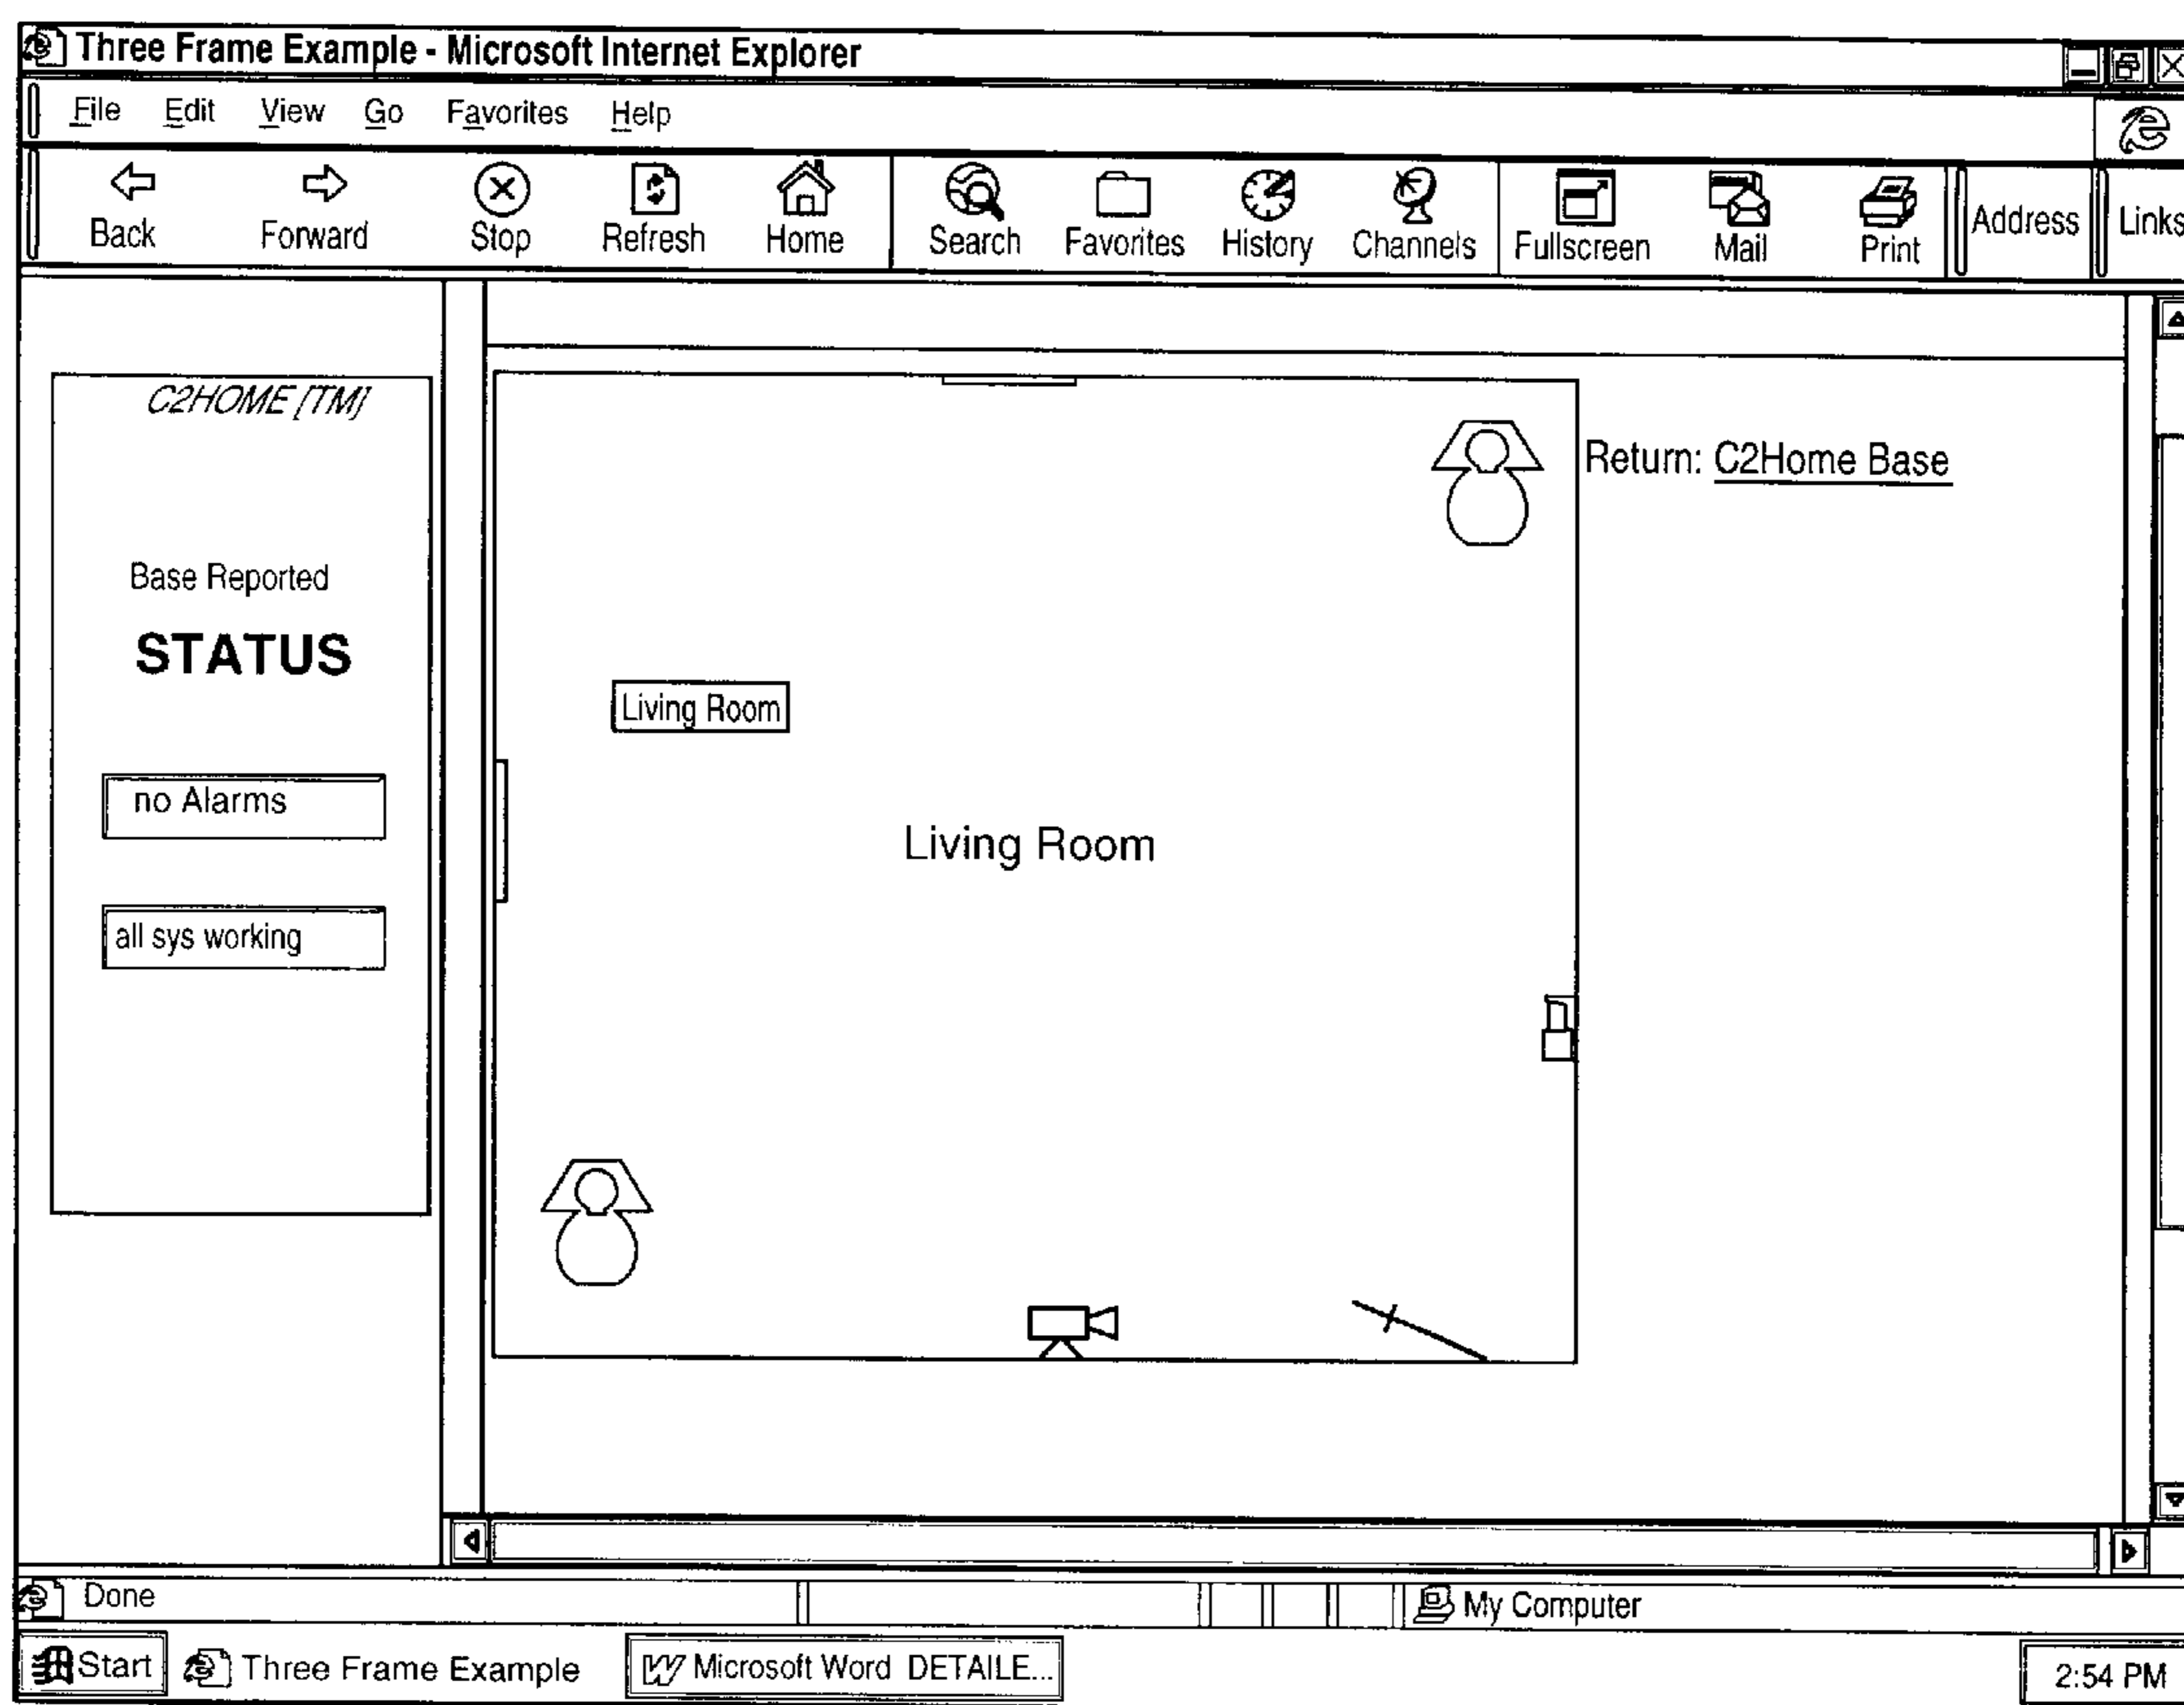 Three Frame Example - Microsoft Internet Explorer
File Edit View Go Favorites Help
Back Forward Stop Refresh Home Search Favorites History Channels Fullscreen Mail Print Address Links
C2HOME [TM]
Base Reported
STATUS
no Alarms
all sys working
Return: C2Home Base
Living Room
Living Room
Done
My Computer
Start Three Frame Example Microsoft Word DETAILE... 2:54 PM